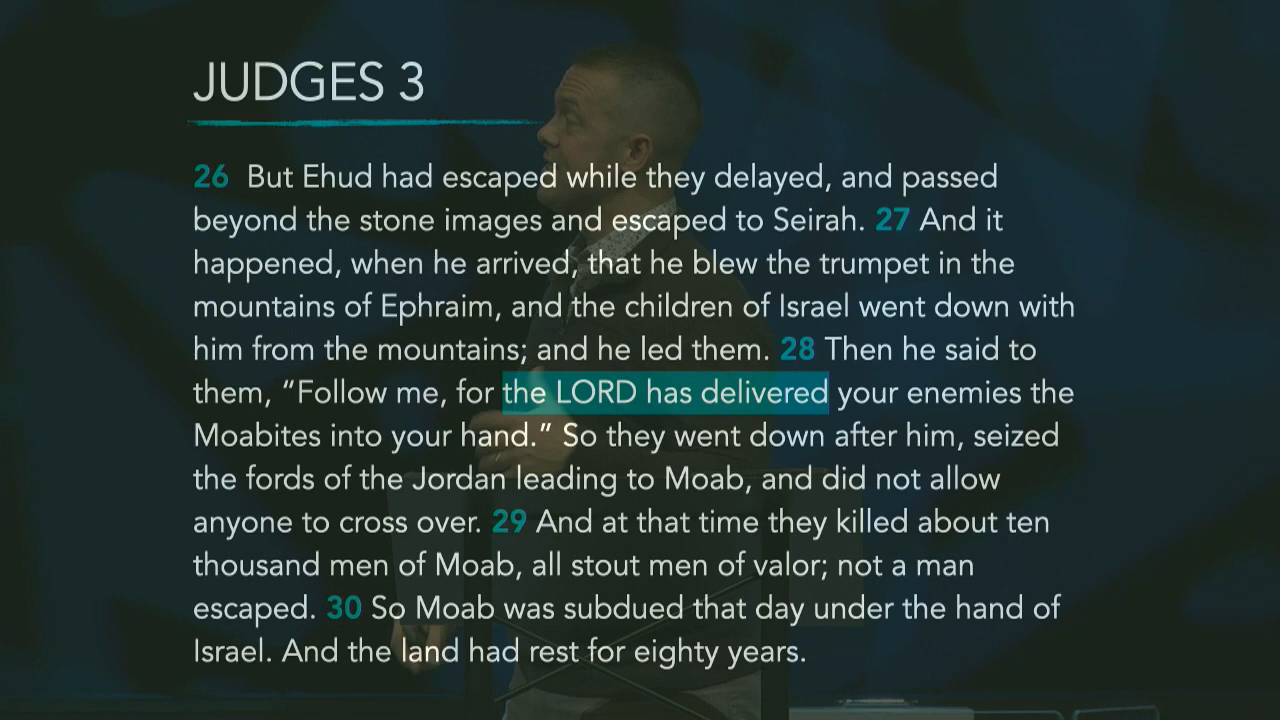 JUDGES 3
26 But Ehud had escaped while they delayed, and passed
beyond the stone images and escaped to Seirah. 27 And it
happened, when he arrived, that he blew the trumpet in the
mountains of Ephraim, and the children of Israel went down with
him from the mountains; and he led them. 28 Then he said to
them, “Follow me, for the LORD has delivered your enemies the
Moabites into your hand.” So they went down after him, seized
the fords of the Jordan leading to Moab, and did not allow
anyone to cross over. 29 And at that time they killed about ten
thousand men of Moab, all stout men of valor; not a man
escaped. 30 So Moab was subdued that day under the hand of
Israel. And the land had rest for eighty years.